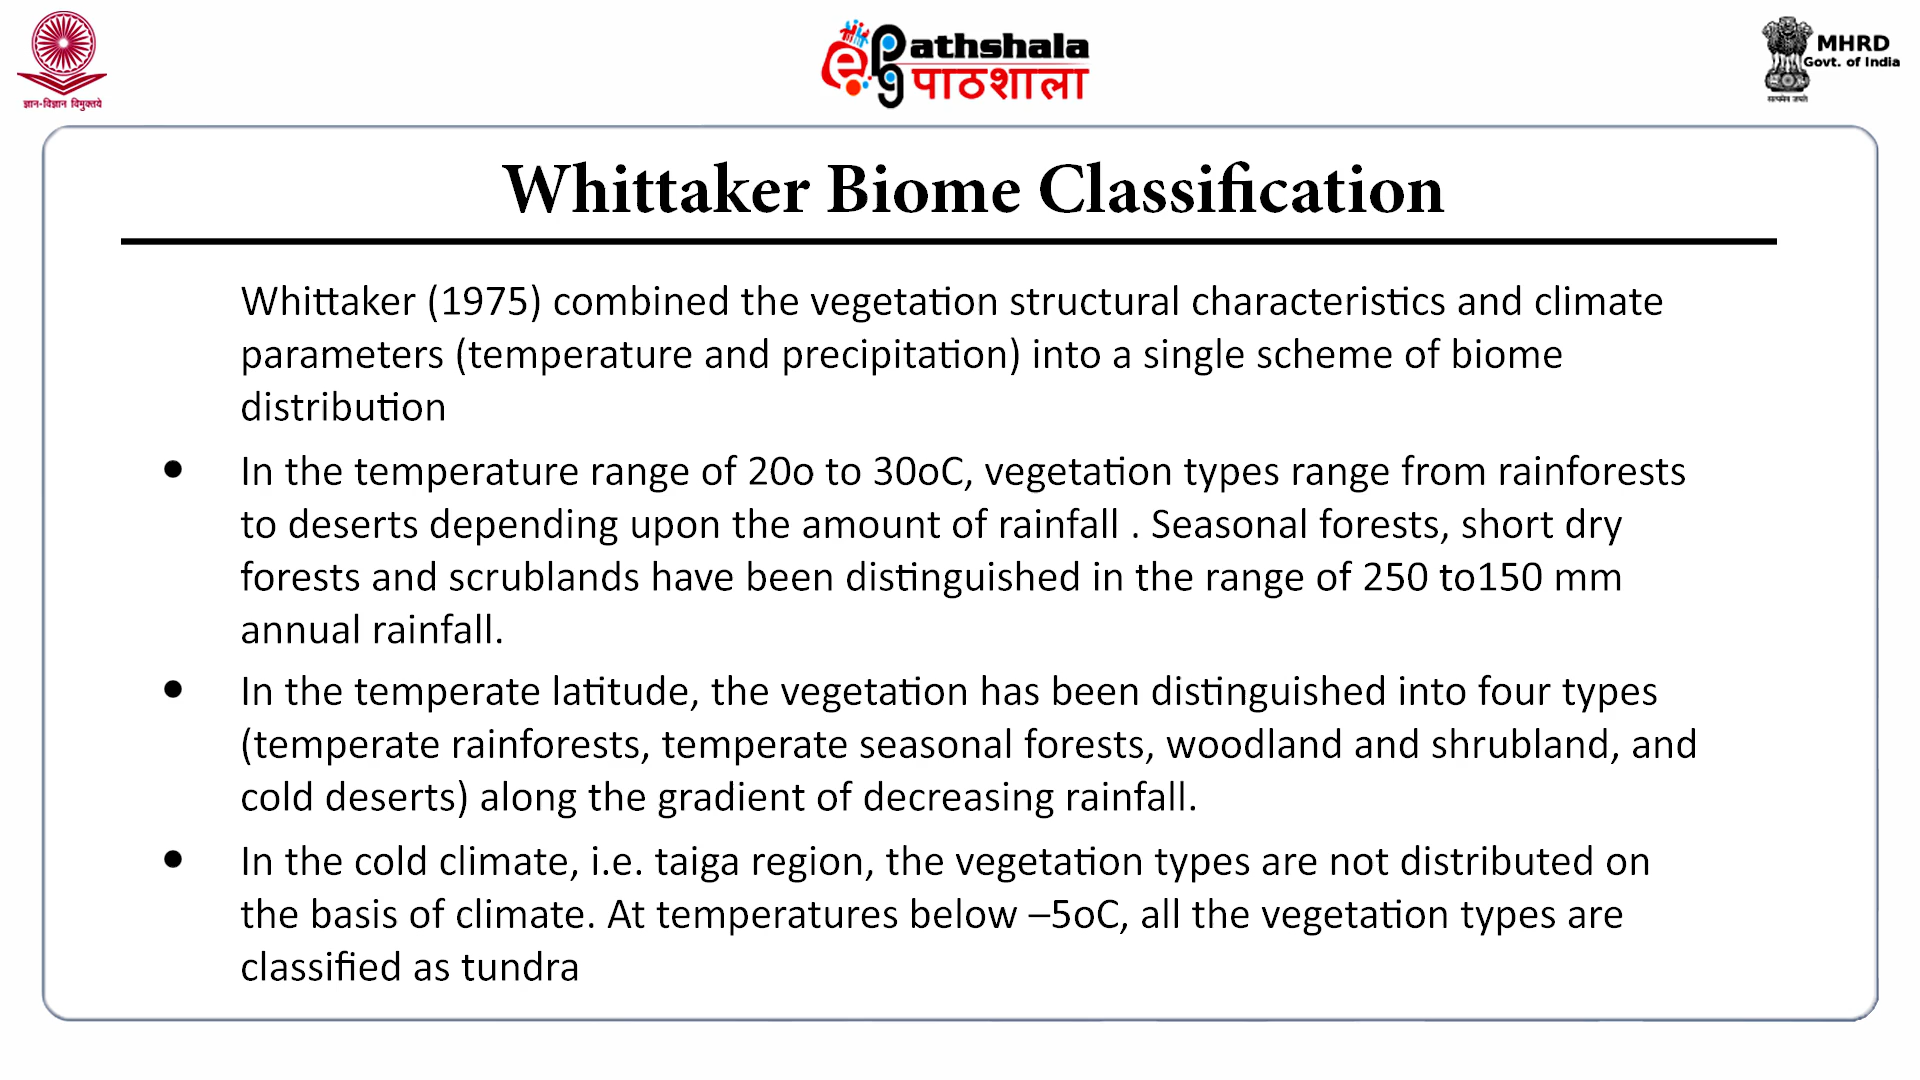 ज्ञान-विज्ञान विमुक्तये
e Pathshala
पाठशाला
MHRD
Govt. of India
सत्यमेव जयते
Whittaker Biome Classification
Whittaker (1975) combined the vegetation structural characteristics and climate
parameters (temperature and precipitation) into a single scheme of biome
distribution
• In the temperature range of 20o to 30oC, vegetation types range from rainforests
to deserts depending upon the amount of rainfall . Seasonal forests, short dry
forests and scrublands have been distinguished in the range of 250 to150 mm
annual rainfall.
• In the temperate latitude, the vegetation has been distinguished into four types
(temperate rainforests, temperate seasonal forests, woodland and shrubland, and
cold deserts) along the gradient of decreasing rainfall.
• In the cold climate, i.e. taiga region, the vegetation types are not distributed on
the basis of climate. At temperatures below –5oC, all the vegetation types are
classified as tundra